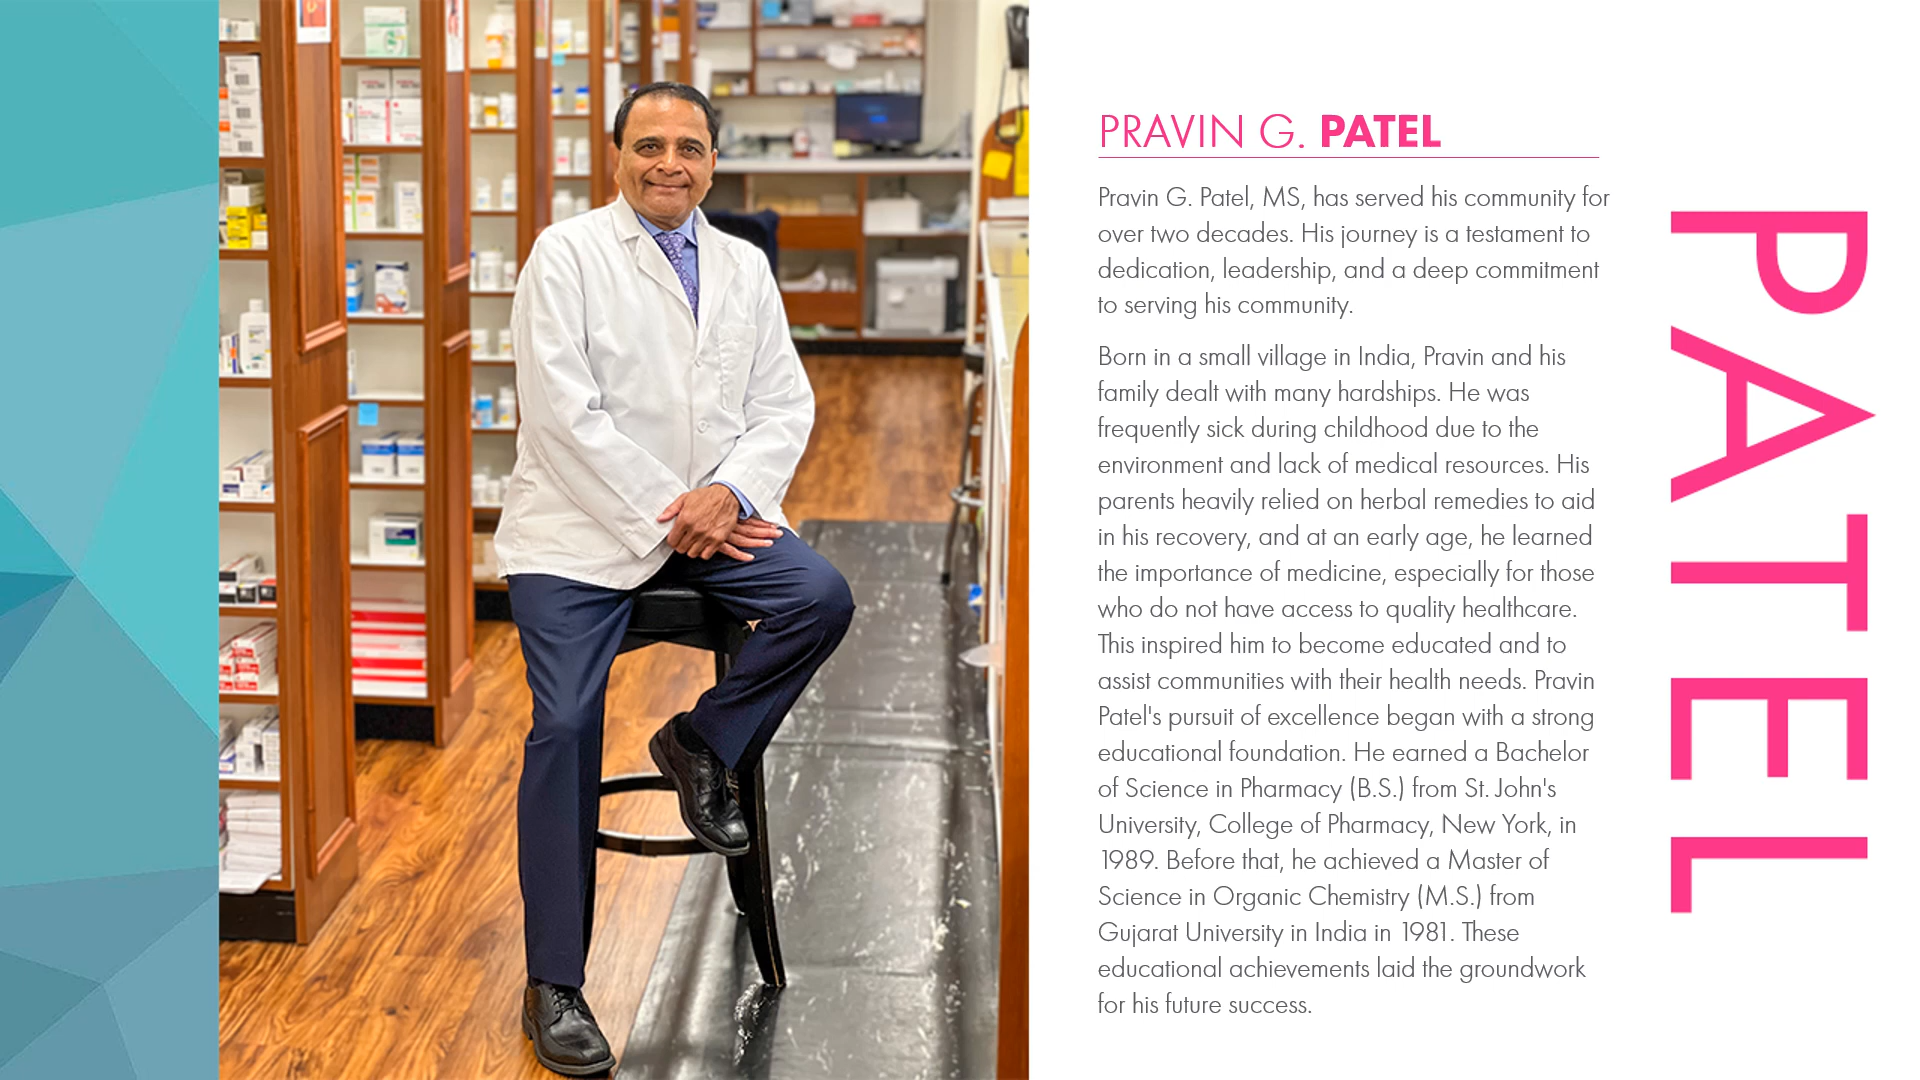 PRAVIN G. PATEL
Pravin G. Patel, MS, has served his community for
over two decades. His journey is a testament to
dedication, leadership, and a deep commitment
to serving his community.
Born in a small village in India, Pravin and his
family dealt with many hardships. He was
frequently sick during childhood due to the
environment and lack of medical resources. His
parents heavily relied on herbal remedies to aid
in his recovery, and at an early age, he learned
the importance of medicine, especially for those
who do not have access to quality healthcare.
This inspired him to become educated and to
assist communities with their health needs. Pravin
Patel's pursuit of excellence began with a strong
educational foundation. He earned a Bachelor
of Science in Pharmacy (B.S.) from St. John's
University, College of Pharmacy, New York, in
1989. Before that, he achieved a Master of
Science in Organic Chemistry (M.S.) from
Gujarat University in India in 1981. These
educational achievements laid the groundwork
for his future success.
PATEL